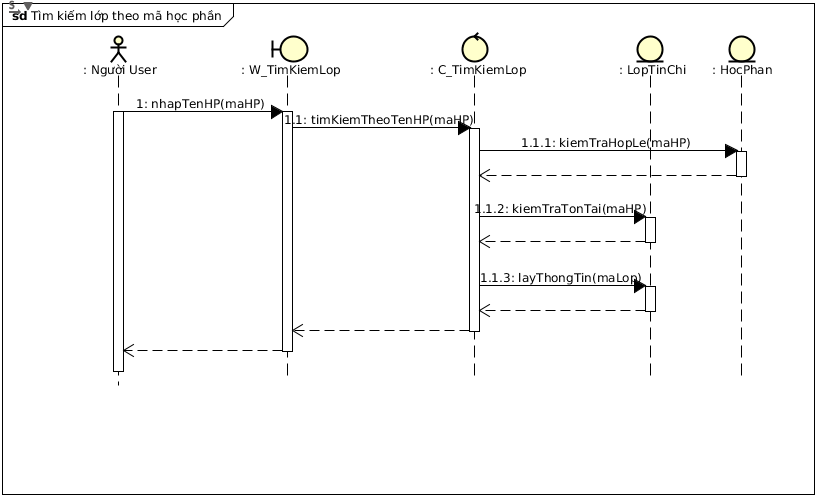 sd Tìm kiếm lớp theo mã học phần
: Người User
: W_TimKiemLop
: C_TimKiemLop
: LopTinChi
: HocPhan
1: nhapTenHP(maHP)
1.1: timKiemTheoTenHP(maHP)
1.1.1: kiemTraHopLe(maHP)
1.1.2: kiemTraTonTai(maHP)
1.1.3: layThongTin(maLop)